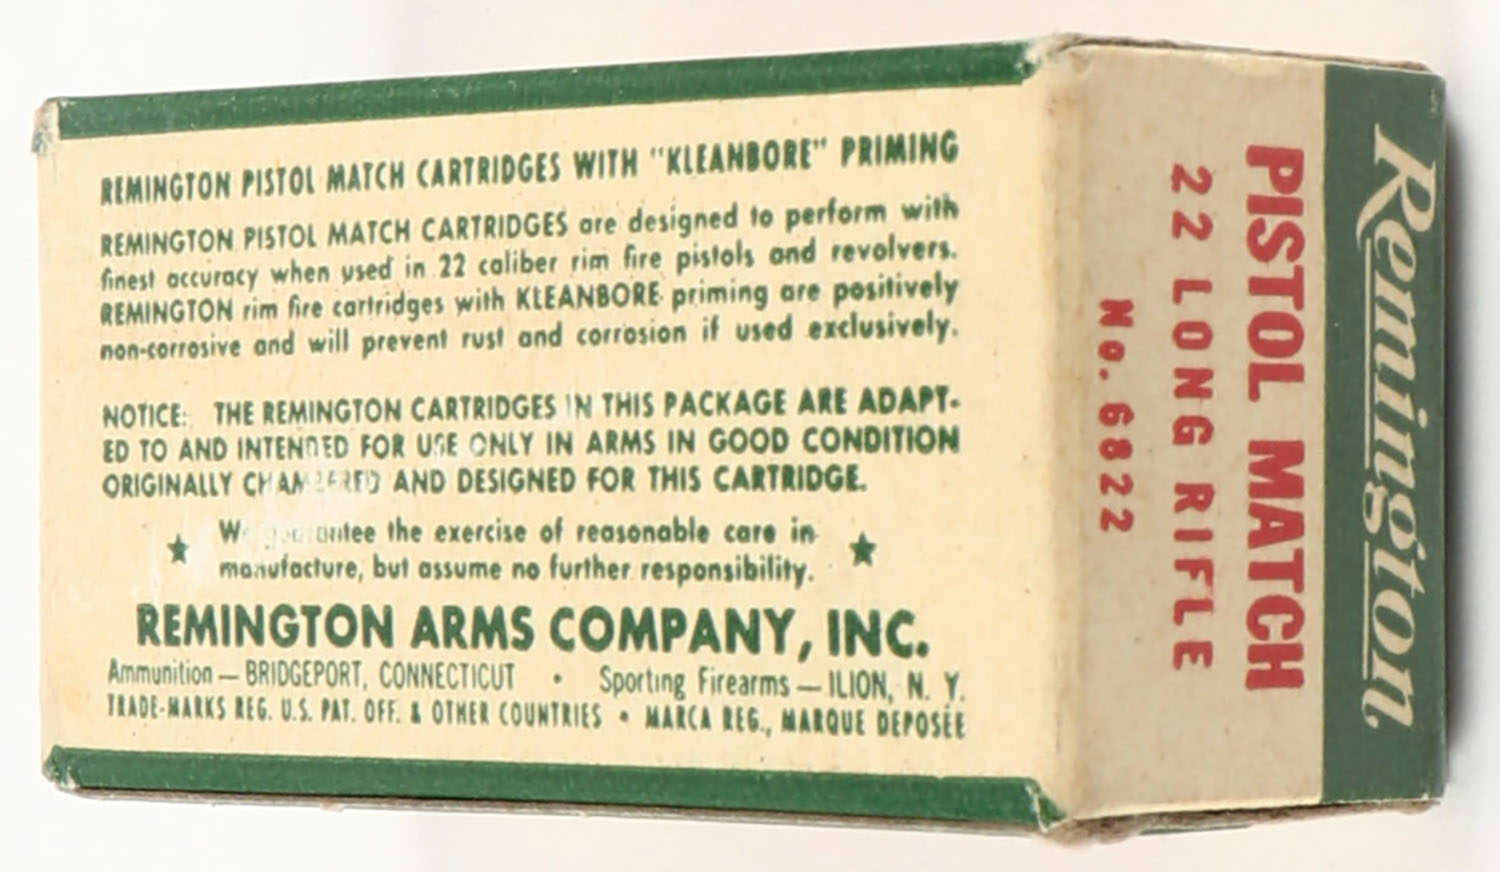 REMINGTON PISTOL MATCH CARTRIDGES WITH "KLEANBORE" PRIMING
REMINGTON PISTOL MATCH CARTRIDGES are designed to perform with
finest accuracy when used in 22 caliber rim fire pistols and revolvers.
REMINGTON rim fire cartridges with KLEANBORE priming are positively
non-corrosive and will prevent rust and corrosion if used exclusively.
NOTICE: THE REMINGTON CARTRIDGES IN THIS PACKAGE ARE ADAPT-
ED TO AND INTENDED FOR USE ONLY IN ARMS IN GOOD CONDITION
ORIGINALLY CHAMBERED AND DESIGNED FOR THIS CARTRIDGE.
We guarantee the exercise of reasonable care in
manufacture, but assume no further responsibility.
REMINGTON ARMS COMPANY, INC.
Ammunition — BRIDGEPORT, CONNECTICUT • Sporting Firearms — ILION, N. Y.
TRADE-MARKS REG. U.S. PAT. OFF. & OTHER COUNTRIES • MARCA REG., MARQUE DEPOSÉE
Remington
PISTOL MATCH
22 LONG RIFLE
No. 6822